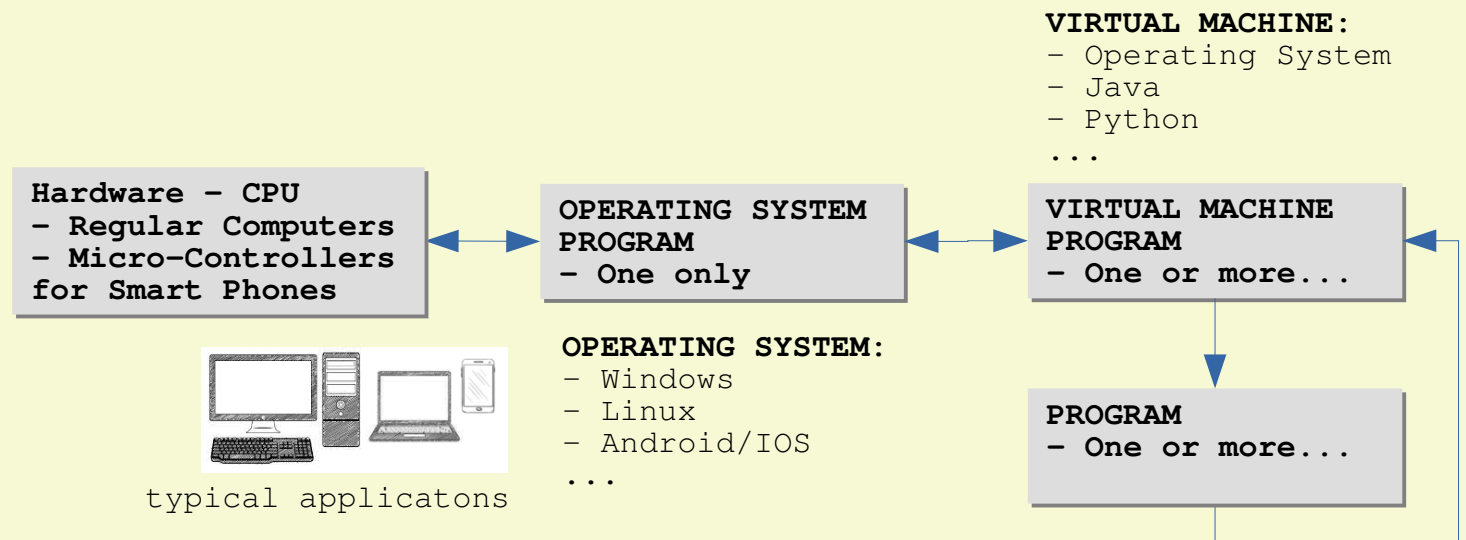 VIRTUAL MACHINE:
- Operating System
- Java
- Python
...
Hardware - CPU
- Regular Computers
- Micro-Controllers
for Smart Phones
OPERATING SYSTEM
PROGRAM
- One only
VIRTUAL MACHINE
PROGRAM
- One or more...
OPERATING SYSTEM:
- Windows
- Linux
- Android/IOS
...
typical applicatons
PROGRAM
- One or more...